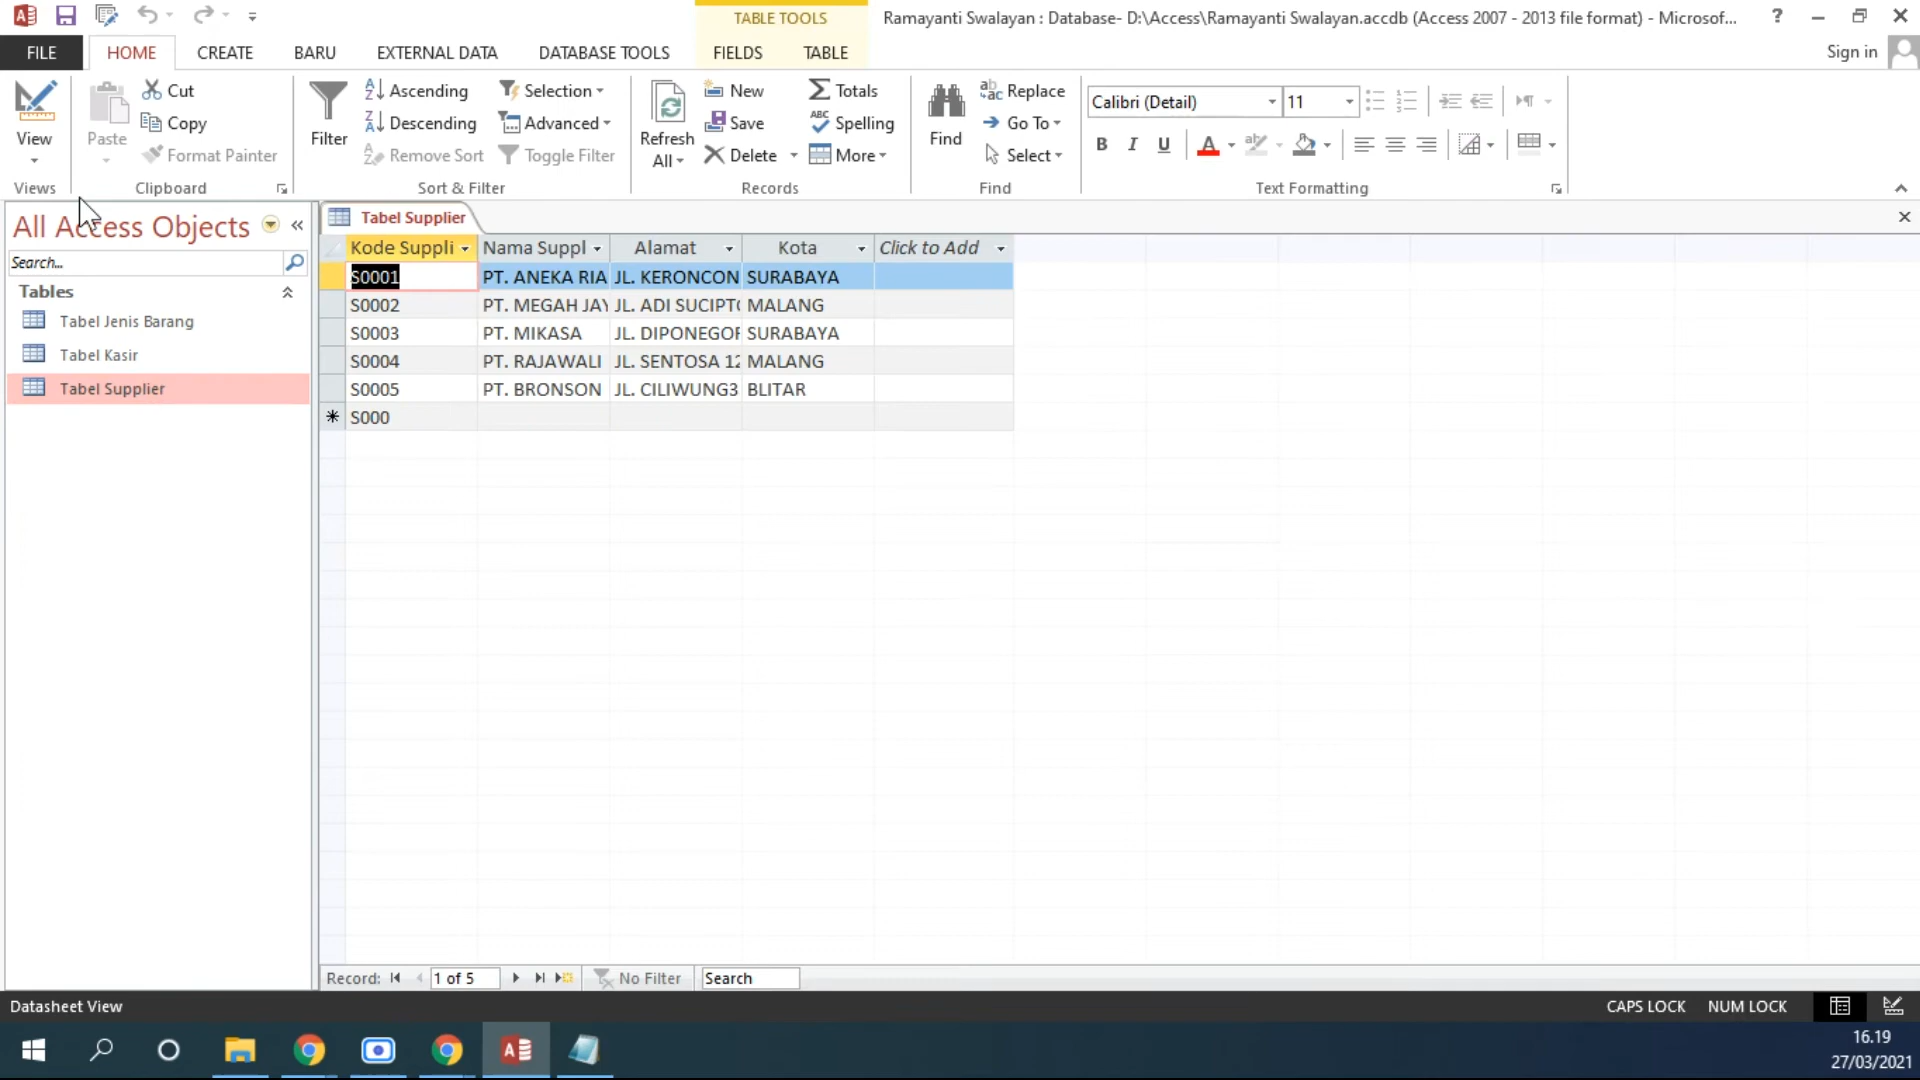 TABLE TOOLS
Ramayanti Swalayan : Database- D:\Access\Ramayanti Swalayan.accdb (Access 2007 - 2013 file format) - Microsof...
?
FILE HOME CREATE BARU EXTERNAL DATA DATABASE TOOLS FIELDS TABLE Sign in
View
Views
Paste
Cut
Copy
Format Painter
Clipboard
Filter
Ascending
Descending
Remove Sort
Selection
Advanced
Toggle Filter
Sort & Filter
Refresh
All
New
Save
Delete
Totals
Spelling
More
Records
Find
Replace
Go To
Select
Find
Calibri (Detail) 11
B I U A
Text Formatting
All Access Objects
Search...
Tables
Tabel Jenis Barang
Tabel Kasir
Tabel Supplier
Tabel Supplier
Kode Suppli Nama Suppl Alamat Kota Click to Add
S0001 PT. ANEKA RIA JL. KERONCON SURABAYA
S0002 PT. MEGAH JAY JL. ADI SUCIPTO MALANG
S0003 PT. MIKASA JL. DIPONEGOR SURABAYA
S0004 PT. RAJAWALI JL. SENTOSA 12 MALANG
S0005 PT. BRONSON JL. CILIWUNG3 BLITAR
S000
Record: 1 of 5 No Filter Search
Datasheet View CAPS LOCK NUM LOCK
16.19
27/03/2021